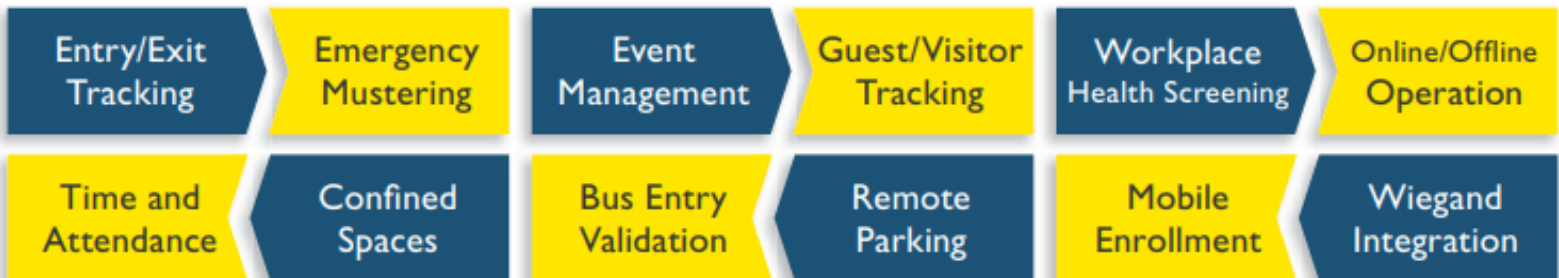 Entry/Exit
Tracking
Emergency
Mustering
Event
Management
Guest/Visitor
Tracking
Workplace
Health Screening
Online/Offline
Operation
Time and
Attendance
Confined
Spaces
Bus Entry
Validation
Remote
Parking
Mobile
Enrollment
Wiegand
Integration